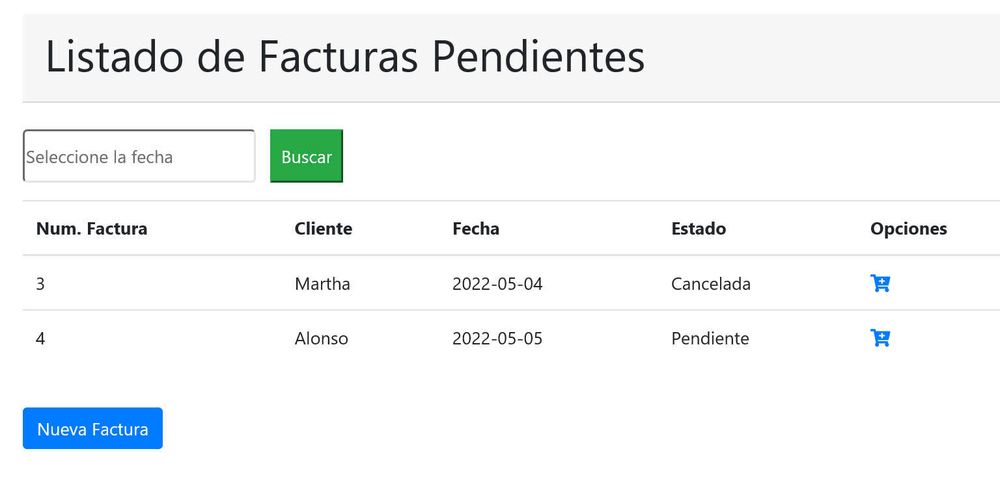 Listado de Facturas Pendientes
Seleccione la fecha Buscar
Num. Factura Cliente Fecha Estado Opciones
3 Martha 2022-05-04 Cancelada
4 Alonso 2022-05-05 Pendiente
Nueva Factura